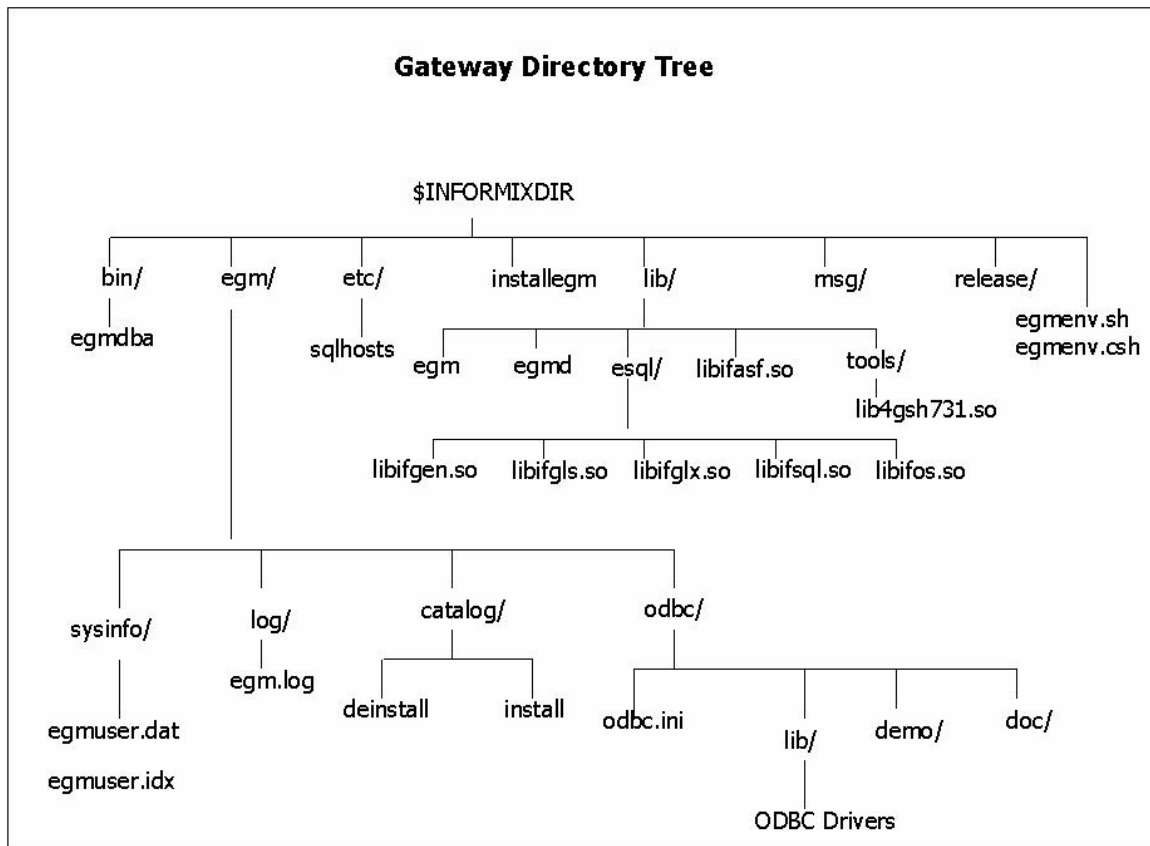 Gateway Directory Tree
$INFORMIXDIR
bin/ egm/ etc/ installegm lib/ msg/ release/
egmdba sqlhosts egmenv.sh
egmenv.csh
egm egmd esql/ libifasf.so tools/
lib4gsh731.so
libifgen.so libifgls.so libifglx.so libifsql.so libifos.so
sysinfo/ log/ catalog/ odbc/
egm.log deinstall install odbc.ini lib/ demo/ doc/
egmuser.dat
egmuser.idx
ODBC Drivers